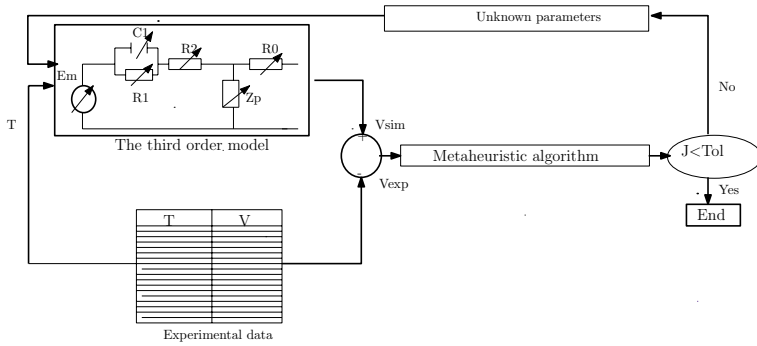 Unknown parameters
C1
R2
R0
Em
R1
Zp
No
T
Vsim
The third order model
+
Metaheuristic algorithm
J<Tol
-
Vexp
Yes
T V
End
Experimental data